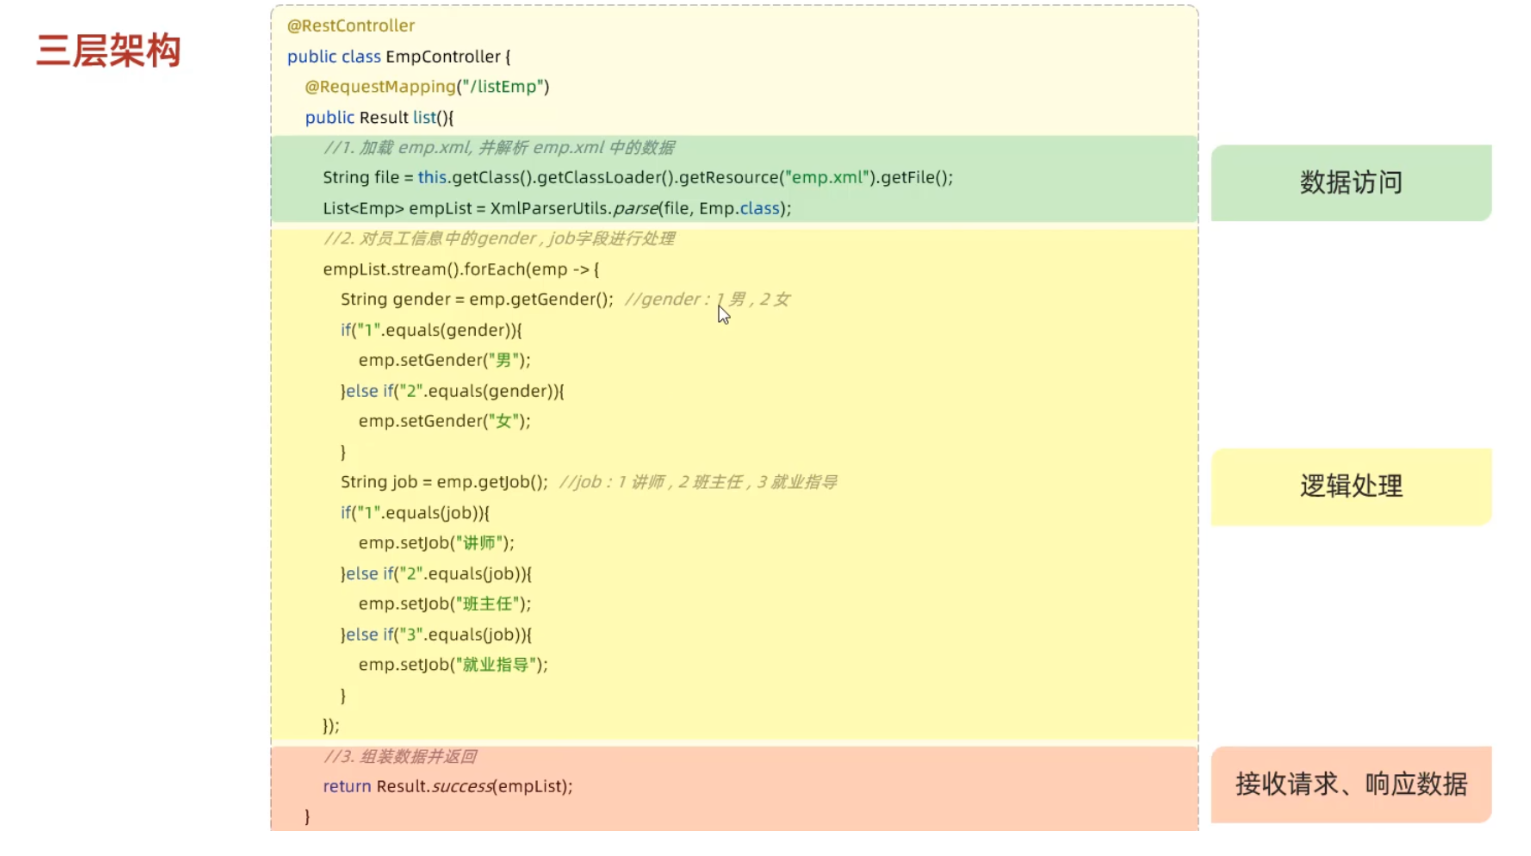 三层架构
@RestController
public class EmpController {
@RequestMapping("/listEmp")
public Result list(){
//1. 加载 emp.xml, 并解析 emp.xml 中的数据
String file = this.getClass().getClassLoader().getResource("emp.xml").getFile();
List<Emp> empList = XmlParserUtils.parse(file, Emp.class);
数据访问
//2. 对员工信息中的gender , job字段进行处理
empList.stream().forEach(emp -> {
String gender = emp.getGender(); //gender : 1 男 , 2 女
if("1".equals(gender)){
emp.setGender("男");
}else if("2".equals(gender)){
emp.setGender("女");
}
String job = emp.getJob(); //job : 1 讲师 , 2 班主任 , 3 就业指导
if("1".equals(job)){
emp.setJob("讲师");
}else if("2".equals(job)){
emp.setJob("班主任");
}else if("3".equals(job)){
emp.setJob("就业指导");
}
});
逻辑处理
//3. 组装数据并返回
return Result.success(empList);
}
接收请求、响应数据